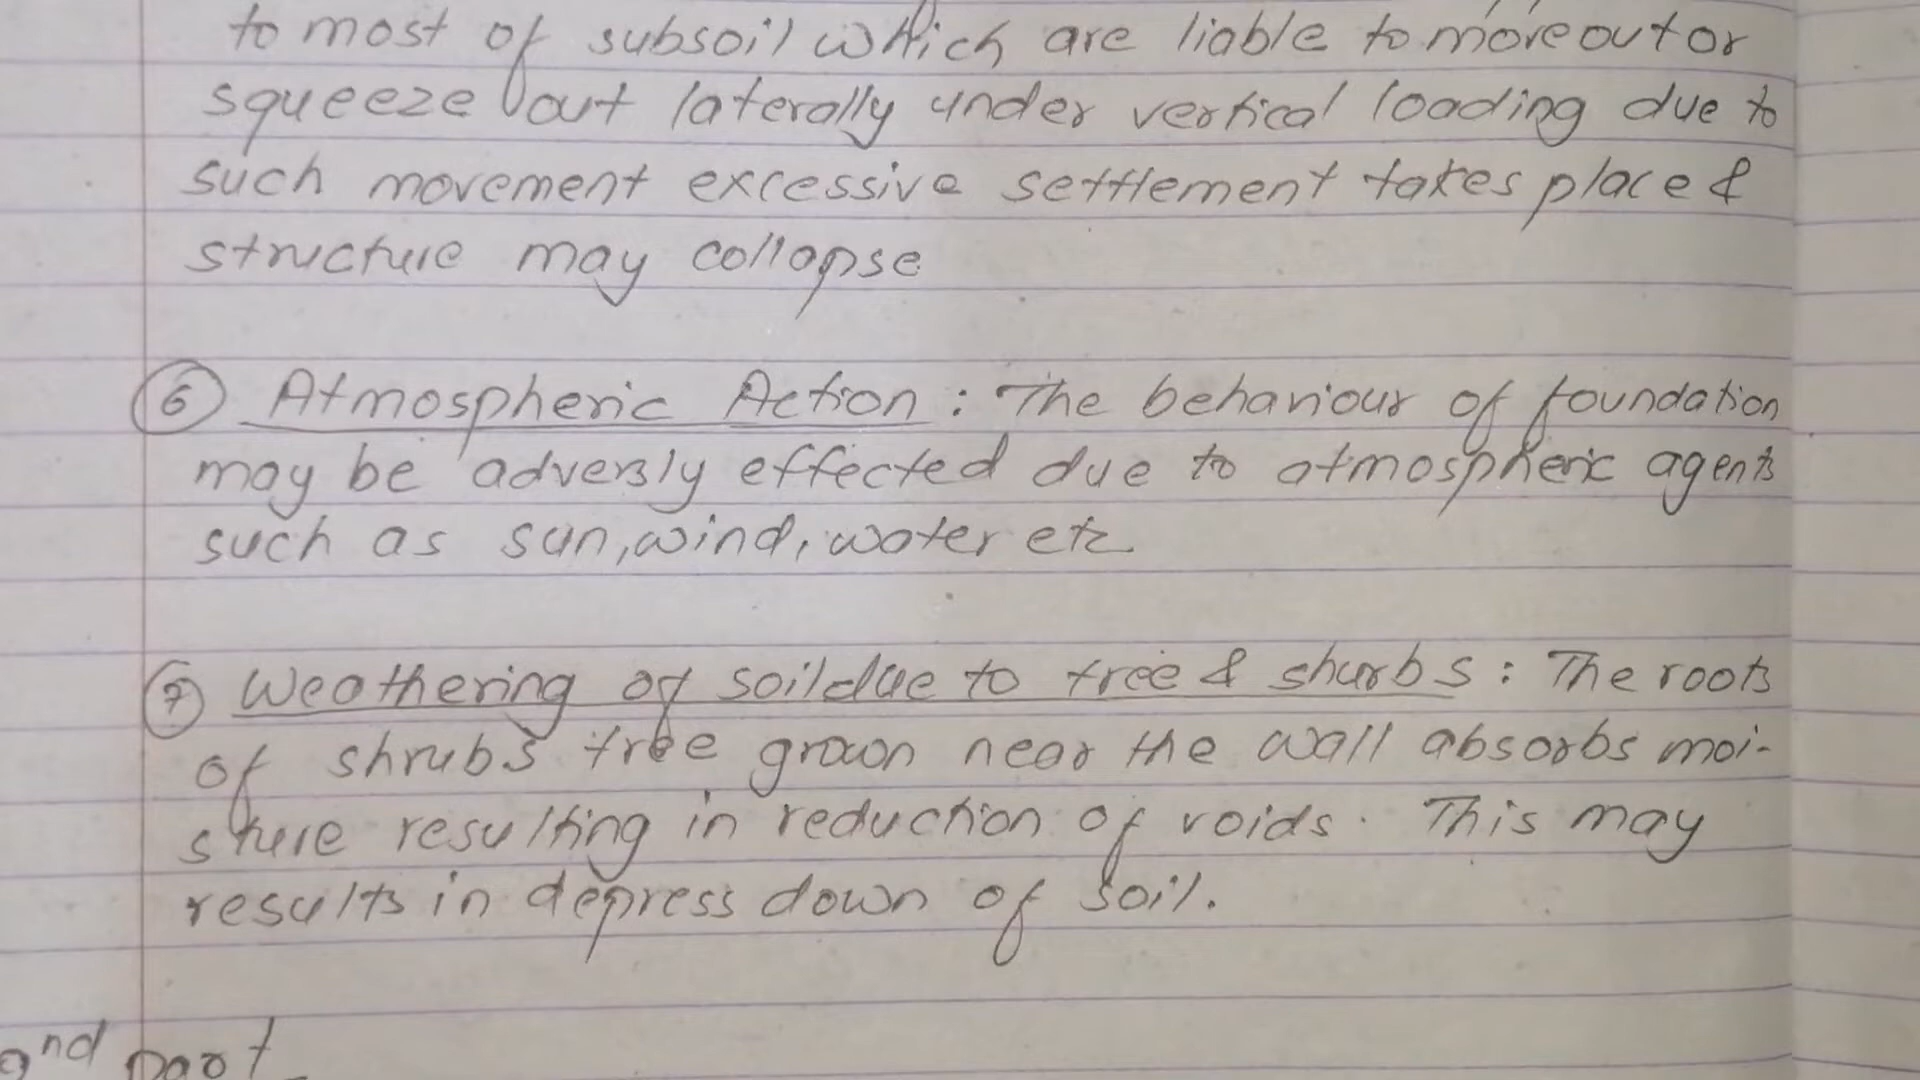 to most of subsoil which are liable to move out or
squeeze out laterally under vertical loading due to
such movement excessive settlement takes place &
structure may collapse
6 Atmospheric Action : The behaviour of foundation
may be adversly effected due to atmospheric agents
such as sun, wind, water etc
7 Weathering of soil due to tree & shurbs : The roots
of shrubs tree grown near the wall absorbs moi-
sture resulting in reduction of voids. This may
results in depress down of soil.
2nd part